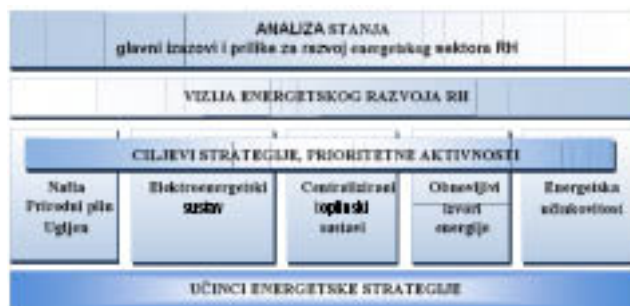 ANALIZA STANJA
glavni izazovi i prilike za razvoj energetskog sektora RH
VIZIJA ENERGETSKOG RAZVOJA RH
CILJEVI STRATEGIJE, PRIORITETNE AKTIVNOSTI
Nafta
Prirodni plin
Ugljen
Elektroenergetski
sustav
Centralizirani
toplinski
sustavi
Obnovljivi
izvori
energije
Energetska
učinkovitost
UČINCI ENERGETSKE STRATEGIJE